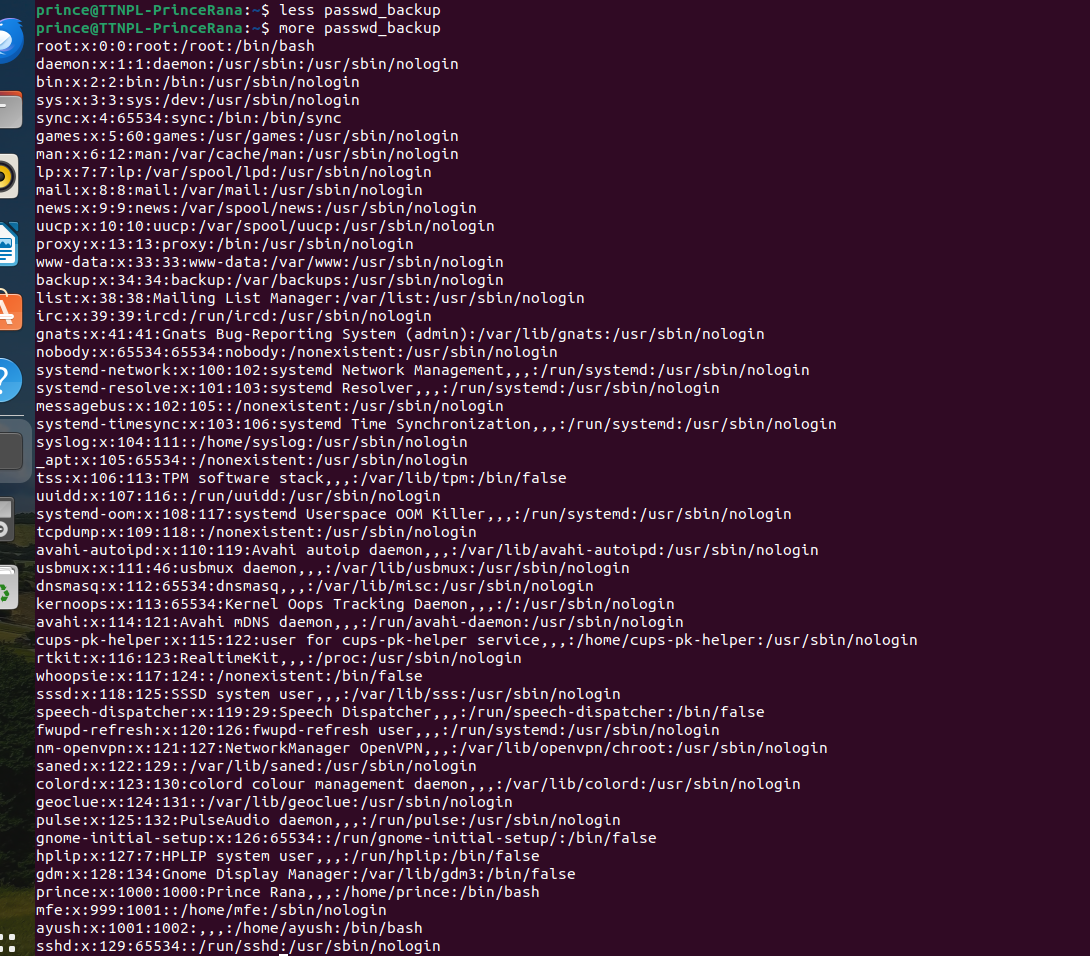 prince@TTNPL-PrinceRana:~$ less passwd_backup
prince@TTNPL-PrinceRana:~$ more passwd_backup
root:x:0:0:root:/root:/bin/bash
daemon:x:1:1:daemon:/usr/sbin:/usr/sbin/nologin
bin:x:2:2:bin:/bin:/usr/sbin/nologin
sys:x:3:3:sys:/dev:/usr/sbin/nologin
sync:x:4:65534:sync:/bin:/bin/sync
games:x:5:60:games:/usr/games:/usr/sbin/nologin
man:x:6:12:man:/var/cache/man:/usr/sbin/nologin
lp:x:7:7:lp:/var/spool/lpd:/usr/sbin/nologin
mail:x:8:8:mail:/var/mail:/usr/sbin/nologin
news:x:9:9:news:/var/spool/news:/usr/sbin/nologin
uucp:x:10:10:uucp:/var/spool/uucp:/usr/sbin/nologin
proxy:x:13:13:proxy:/bin:/usr/sbin/nologin
www-data:x:33:33:www-data:/var/www:/usr/sbin/nologin
backup:x:34:34:backup:/var/backups:/usr/sbin/nologin
list:x:38:38:Mailing List Manager:/var/list:/usr/sbin/nologin
irc:x:39:39:ircd:/run/ircd:/usr/sbin/nologin
gnats:x:41:41:Gnats Bug-Reporting System (admin):/var/lib/gnats:/usr/sbin/nologin
nobody:x:65534:65534:nobody:/nonexistent:/usr/sbin/nologin
systemd-network:x:100:102:systemd Network Management,,,:/run/systemd:/usr/sbin/nologin
systemd-resolve:x:101:103:systemd Resolver,,,:/run/systemd:/usr/sbin/nologin
messagebus:x:102:105::/nonexistent:/usr/sbin/nologin
systemd-timesync:x:103:106:systemd Time Synchronization,,,:/run/systemd:/usr/sbin/nologin
syslog:x:104:111::/home/syslog:/usr/sbin/nologin
_apt:x:105:65534::/nonexistent:/usr/sbin/nologin
tss:x:106:113:TPM software stack,,,:/var/lib/tpm:/bin/false
uuidd:x:107:116::/run/uuidd:/usr/sbin/nologin
systemd-oom:x:108:117:systemd Userspace OOM Killer,,,:/run/systemd:/usr/sbin/nologin
tcpdump:x:109:118::/nonexistent:/usr/sbin/nologin
avahi-autoipd:x:110:119:Avahi autoip daemon,,,:/var/lib/avahi-autoipd:/usr/sbin/nologin
usbmux:x:111:46:usbmux daemon,,,:/var/lib/usbmux:/usr/sbin/nologin
dnsmasq:x:112:65534:dnsmasq,,,:/var/lib/misc:/usr/sbin/nologin
kernoops:x:113:65534:Kernel Oops Tracking Daemon,,,:/:/usr/sbin/nologin
avahi:x:114:121:Avahi mDNS daemon,,,:/run/avahi-daemon:/usr/sbin/nologin
cups-pk-helper:x:115:122:user for cups-pk-helper service,,,:/home/cups-pk-helper:/usr/sbin/nologin
rtkit:x:116:123:RealtimeKit,,,:/proc:/usr/sbin/nologin
whoopsie:x:117:124::/nonexistent:/bin/false
sssd:x:118:125:SSSD system user,,,:/var/lib/sss:/usr/sbin/nologin
speech-dispatcher:x:119:29:Speech Dispatcher,,,:/run/speech-dispatcher:/bin/false
fwupd-refresh:x:120:126:fwupd-refresh user,,,:/run/systemd:/usr/sbin/nologin
nm-openvpn:x:121:127:NetworkManager OpenVPN,,,:/var/lib/openvpn/chroot:/usr/sbin/nologin
saned:x:122:129::/var/lib/saned:/usr/sbin/nologin
colord:x:123:130:colord colour management daemon,,,:/var/lib/colord:/usr/sbin/nologin
geoclue:x:124:131::/var/lib/geoclue:/usr/sbin/nologin
pulse:x:125:132:PulseAudio daemon,,,:/run/pulse:/usr/sbin/nologin
gnome-initial-setup:x:126:65534::/run/gnome-initial-setup/:/bin/false
hplip:x:127:7:HPLIP system user,,,:/run/hplip:/bin/false
gdm:x:128:134:Gnome Display Manager:/var/lib/gdm3:/bin/false
prince:x:1000:1000:Prince Rana,,,:/home/prince:/bin/bash
mfe:x:999:1001::/home/mfe:/sbin/nologin
ayush:x:1001:1002:,,,:/home/ayush:/bin/bash
sshd:x:129:65534::/run/sshd:/usr/sbin/nologin